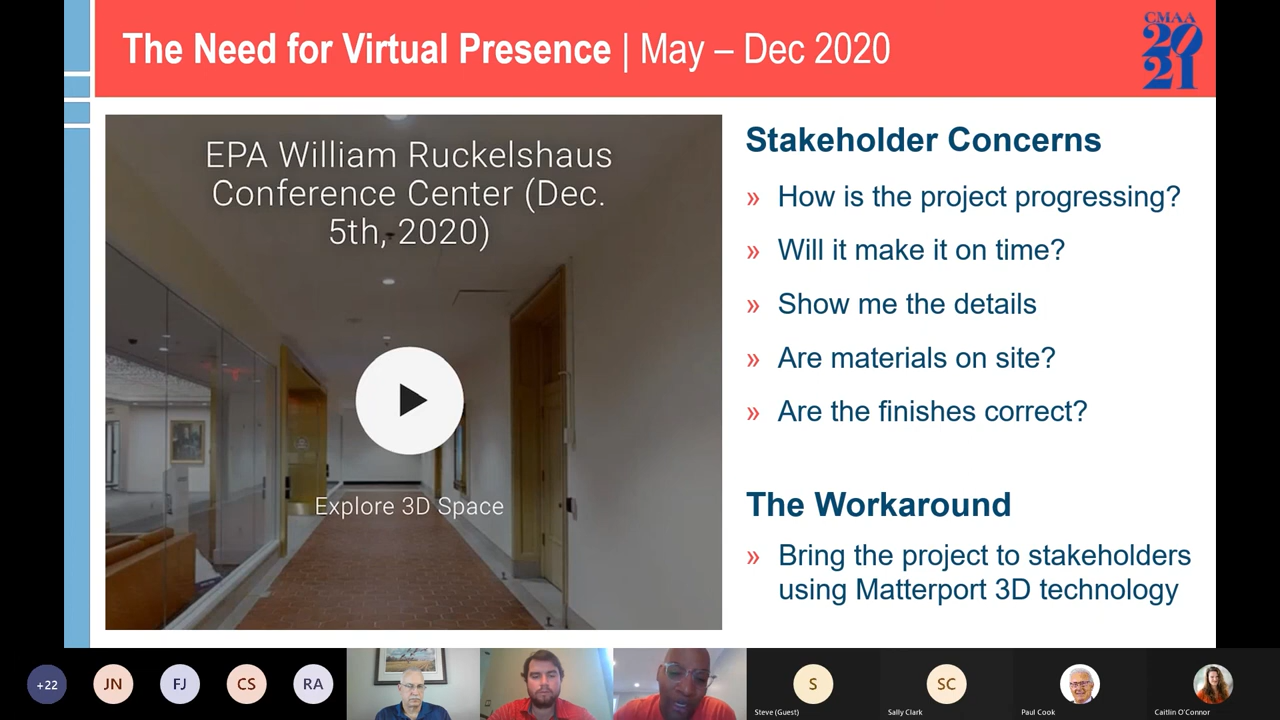 The Need for Virtual Presence | May – Dec 2020
CMAA
20
21
EPA William Ruckelshaus
Conference Center (Dec.
5th, 2020)
Explore 3D Space
Stakeholder Concerns
» How is the project progressing?
» Will it make it on time?
» Show me the details
» Are materials on site?
» Are the finishes correct?
The Workaround
» Bring the project to stakeholders
using Matterport 3D technology
+22
JN
FJ
CS
RA
S
SC
Steve (Guest)
Sally Clark
Paul Cook
Caitlin O'Connor